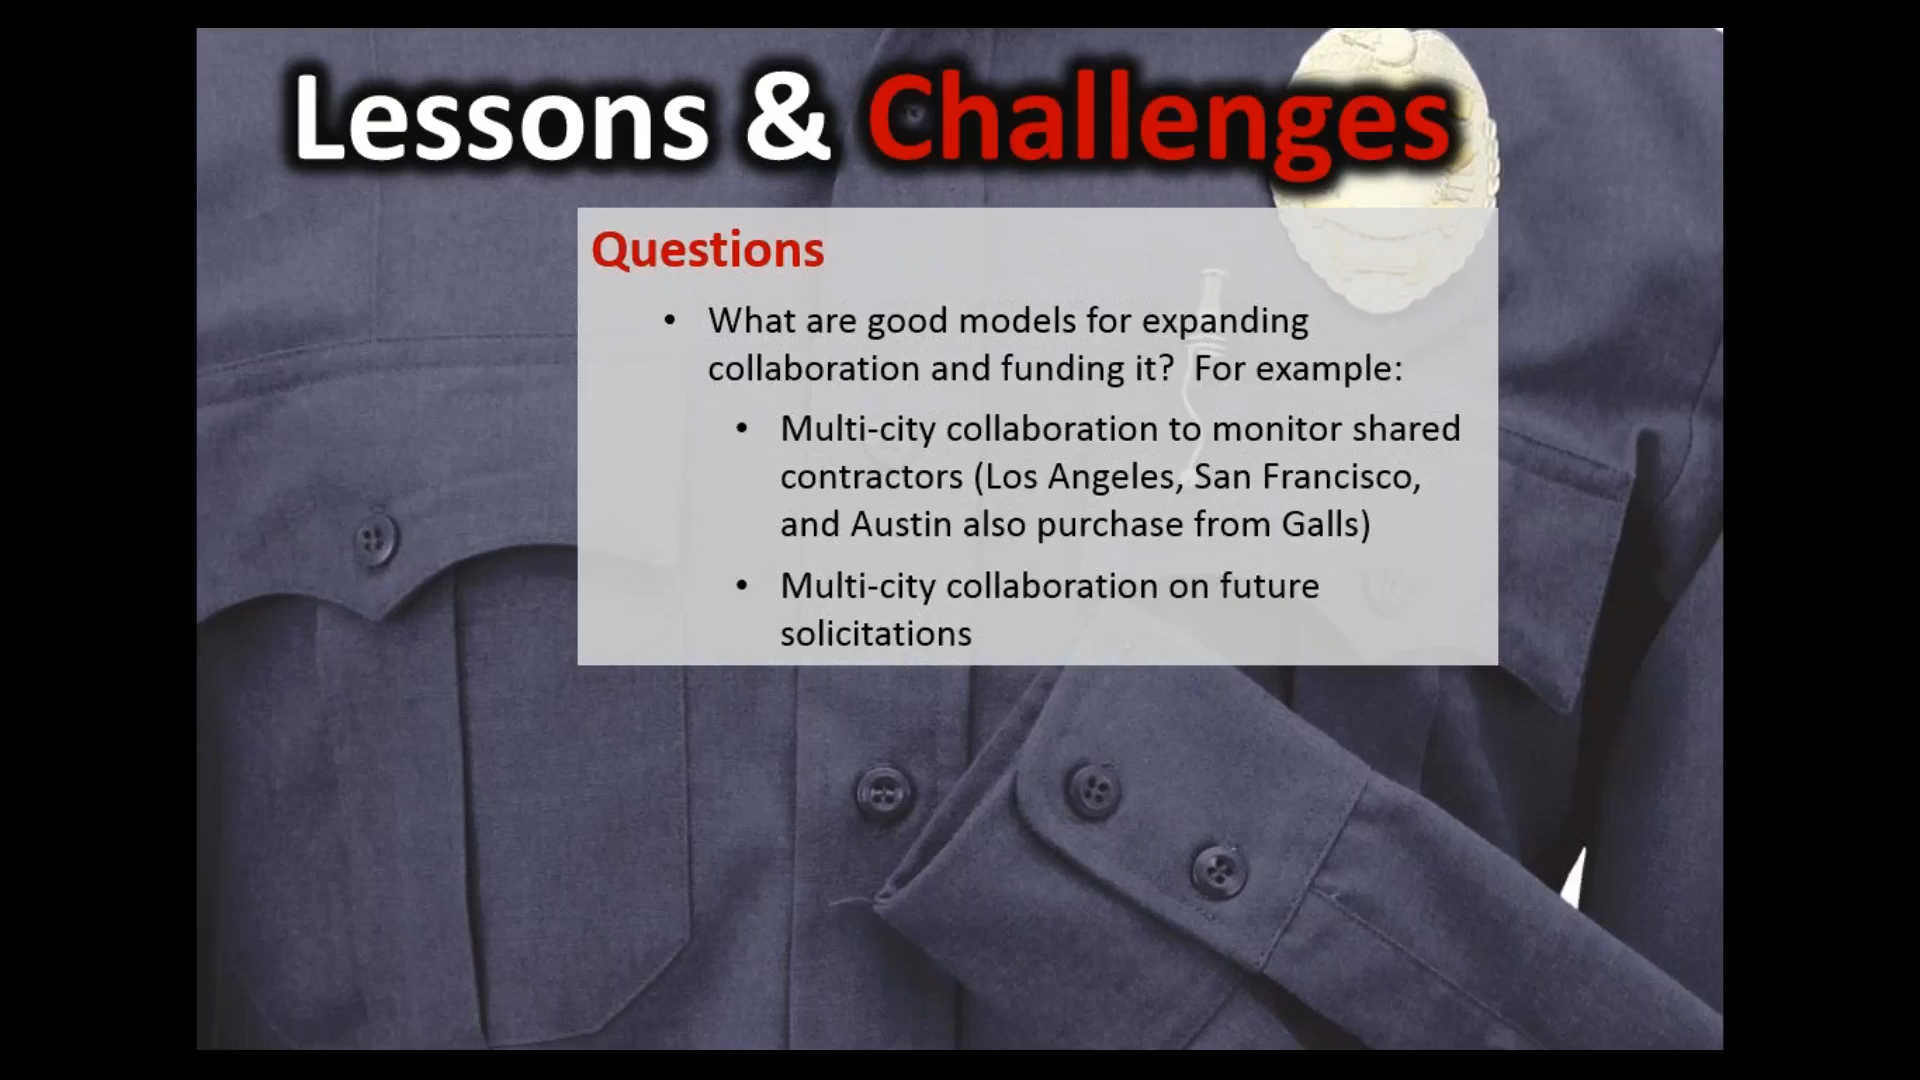 Lessons & Challenges
Questions
• What are good models for expanding
collaboration and funding it?  For example:
• Multi-city collaboration to monitor shared
contractors (Los Angeles, San Francisco,
and Austin also purchase from Galls)
• Multi-city collaboration on future
solicitations